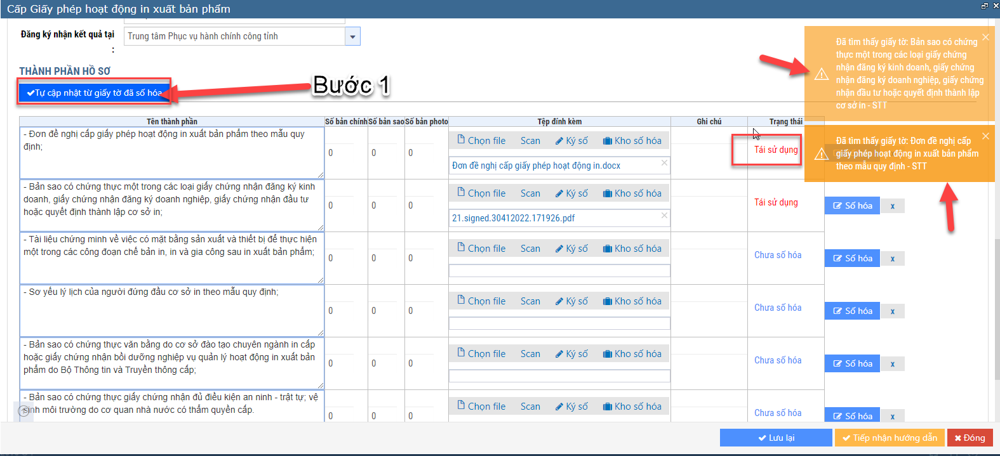 Cấp Giấy phép hoạt động in xuất bản phẩm
Đăng ký nhận kết quả tại
:
Trung tâm Phục vụ hành chính công tỉnh
THÀNH PHẦN HỒ SƠ
Tự cập nhật từ giấy tờ đã số hóa
Bước 1
Đã tìm thấy giấy tờ: Bản sao có chứng
thực một trong các loại giấy chứng
nhận đăng ký kinh doanh, giấy chứng
nhận đăng ký doanh nghiệp, giấy chứng
nhận đầu tư hoặc quyết định thành lập
cơ sở in - STT
Đã tìm thấy giấy tờ: Đơn đề nghị cấp
giấy phép hoạt động in xuất bản phẩm
theo mẫu quy định - STT
Tên thành phần Số bản chính Số bản sao Số bản photo Tệp đính kèm Ghi chú Trạng thái
- Đơn đề nghị cấp giấy phép hoạt động in xuất bản phẩm theo mẫu quy
định;
0 0 0 Chọn file Scan Ký số Kho số hóa
Đơn đề nghị cấp giấy phép hoạt động in.docx
Tái sử dụng
- Bản sao có chứng thực một trong các loại giấy chứng nhận đăng ký kinh
doanh, giấy chứng nhận đăng ký doanh nghiệp, giấy chứng nhận đầu tư
hoặc quyết định thành lập cơ sở in;
0 0 0 Chọn file Scan Ký số Kho số hóa
21.signed.30412022.171926.pdf
Tái sử dụng Số hóa x
- Tài liệu chứng minh về việc có mặt bằng sản xuất và thiết bị để thực hiện
một trong các công đoạn chế bản in, in và gia công sau in xuất bản phẩm;
0 0 0 Chọn file Scan Ký số Kho số hóa
Chưa số hóa Số hóa x
- Sơ yếu lý lịch của người đứng đầu cơ sở in theo mẫu quy định;
0 0 0 Chọn file Scan Ký số Kho số hóa
Chưa số hóa Số hóa x
- Bản sao có chứng thực văn bằng do cơ sở đào tạo chuyên ngành in cấp
hoặc giấy chứng nhận bồi dưỡng nghiệp vụ quản lý hoạt động in xuất bản
phẩm do Bộ Thông tin và Truyền thông cấp;
0 0 0 Chọn file Scan Ký số Kho số hóa
Chưa số hóa Số hóa x
- Bản sao có chứng thực giấy chứng nhận đủ điều kiện an ninh - trật tự; vệ
sinh môi trường do cơ quan nhà nước có thẩm quyền cấp.
0 0 0 Chọn file Scan Ký số Kho số hóa
Chưa số hóa Số hóa x
Lưu lại Tiếp nhận hướng dẫn Đóng